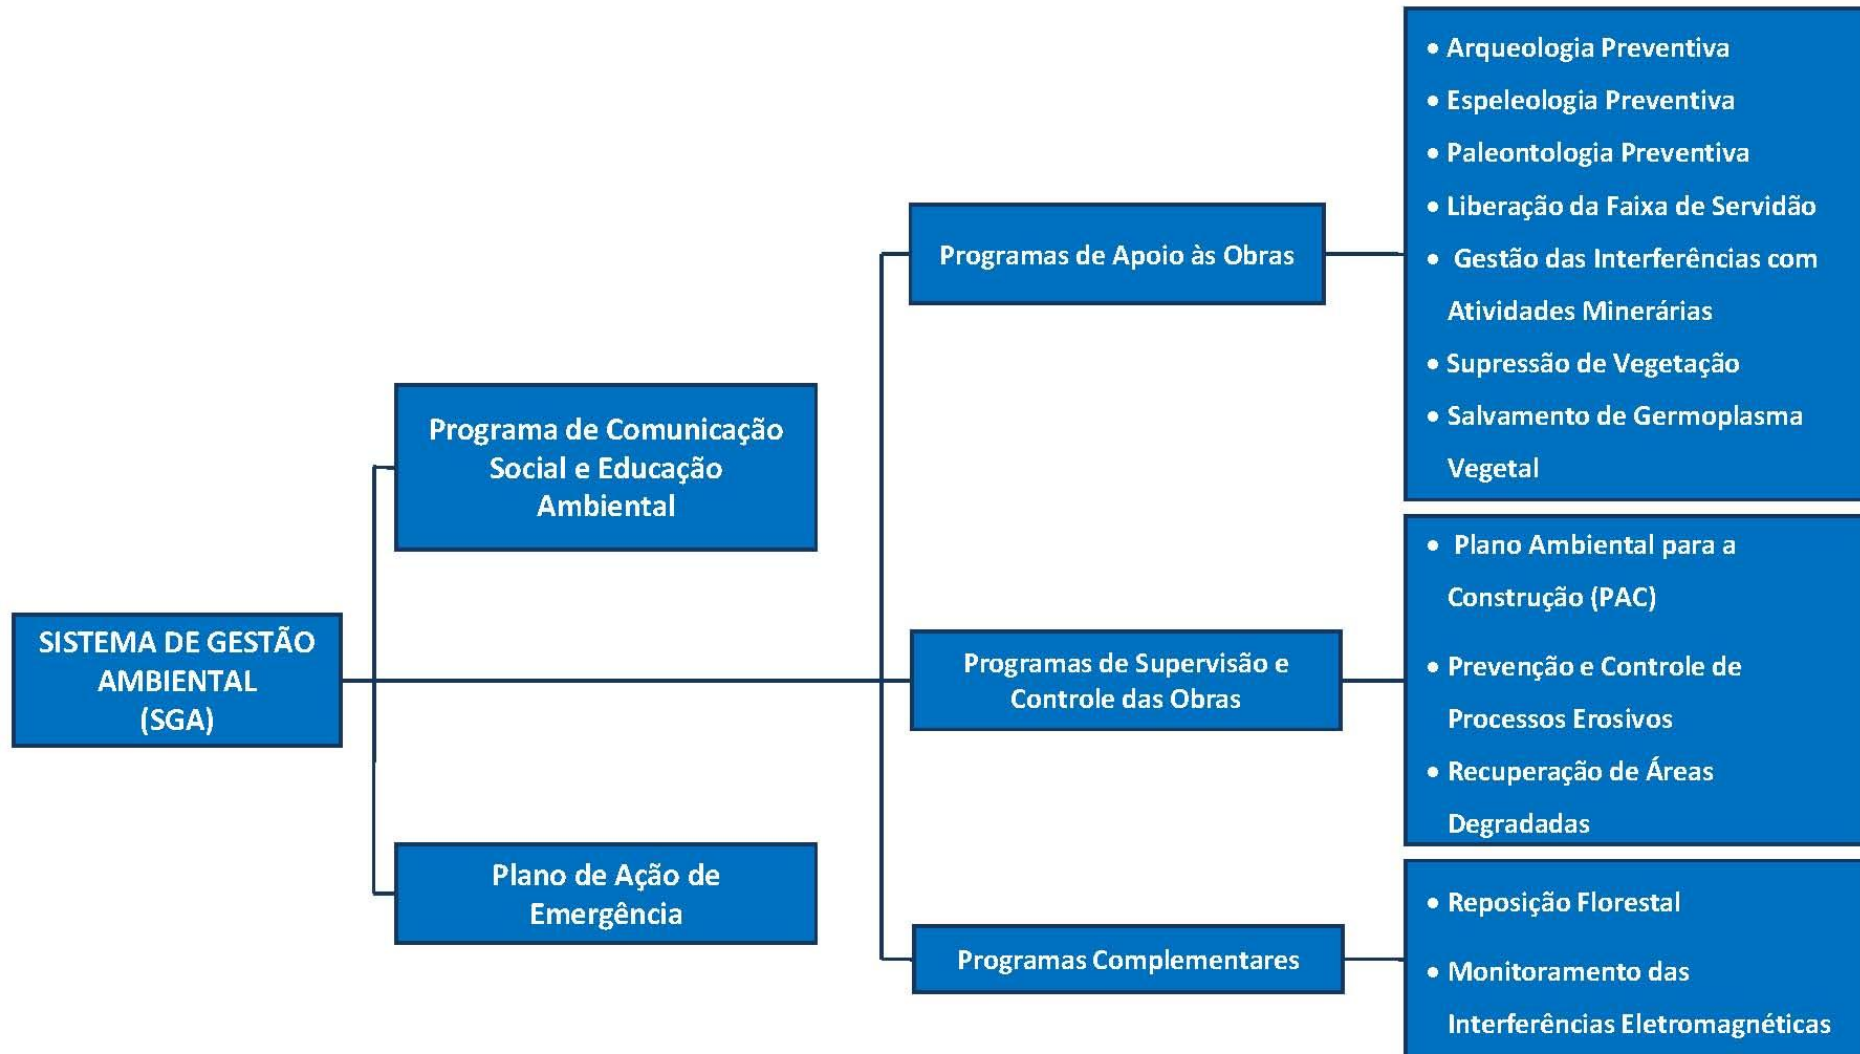 SISTEMA DE GESTÃO
AMBIENTAL
(SGA)
Programa de Comunicação
Social e Educação
Ambiental
Plano de Ação de
Emergência
Programas de Apoio às Obras
• Arqueologia Preventiva
• Espeleologia Preventiva
• Paleontologia Preventiva
• Liberação da Faixa de Servidão
• Gestão das Interferências com
Atividades Minerárias
• Supressão de Vegetação
• Salvamento de Germoplasma
Vegetal
Programas de Supervisão e
Controle das Obras
• Plano Ambiental para a
Construção (PAC)
• Prevenção e Controle de
Processos Erosivos
• Recuperação de Áreas
Degradadas
Programas Complementares
• Reposição Florestal
• Monitoramento das
Interferências Eletromagnéticas